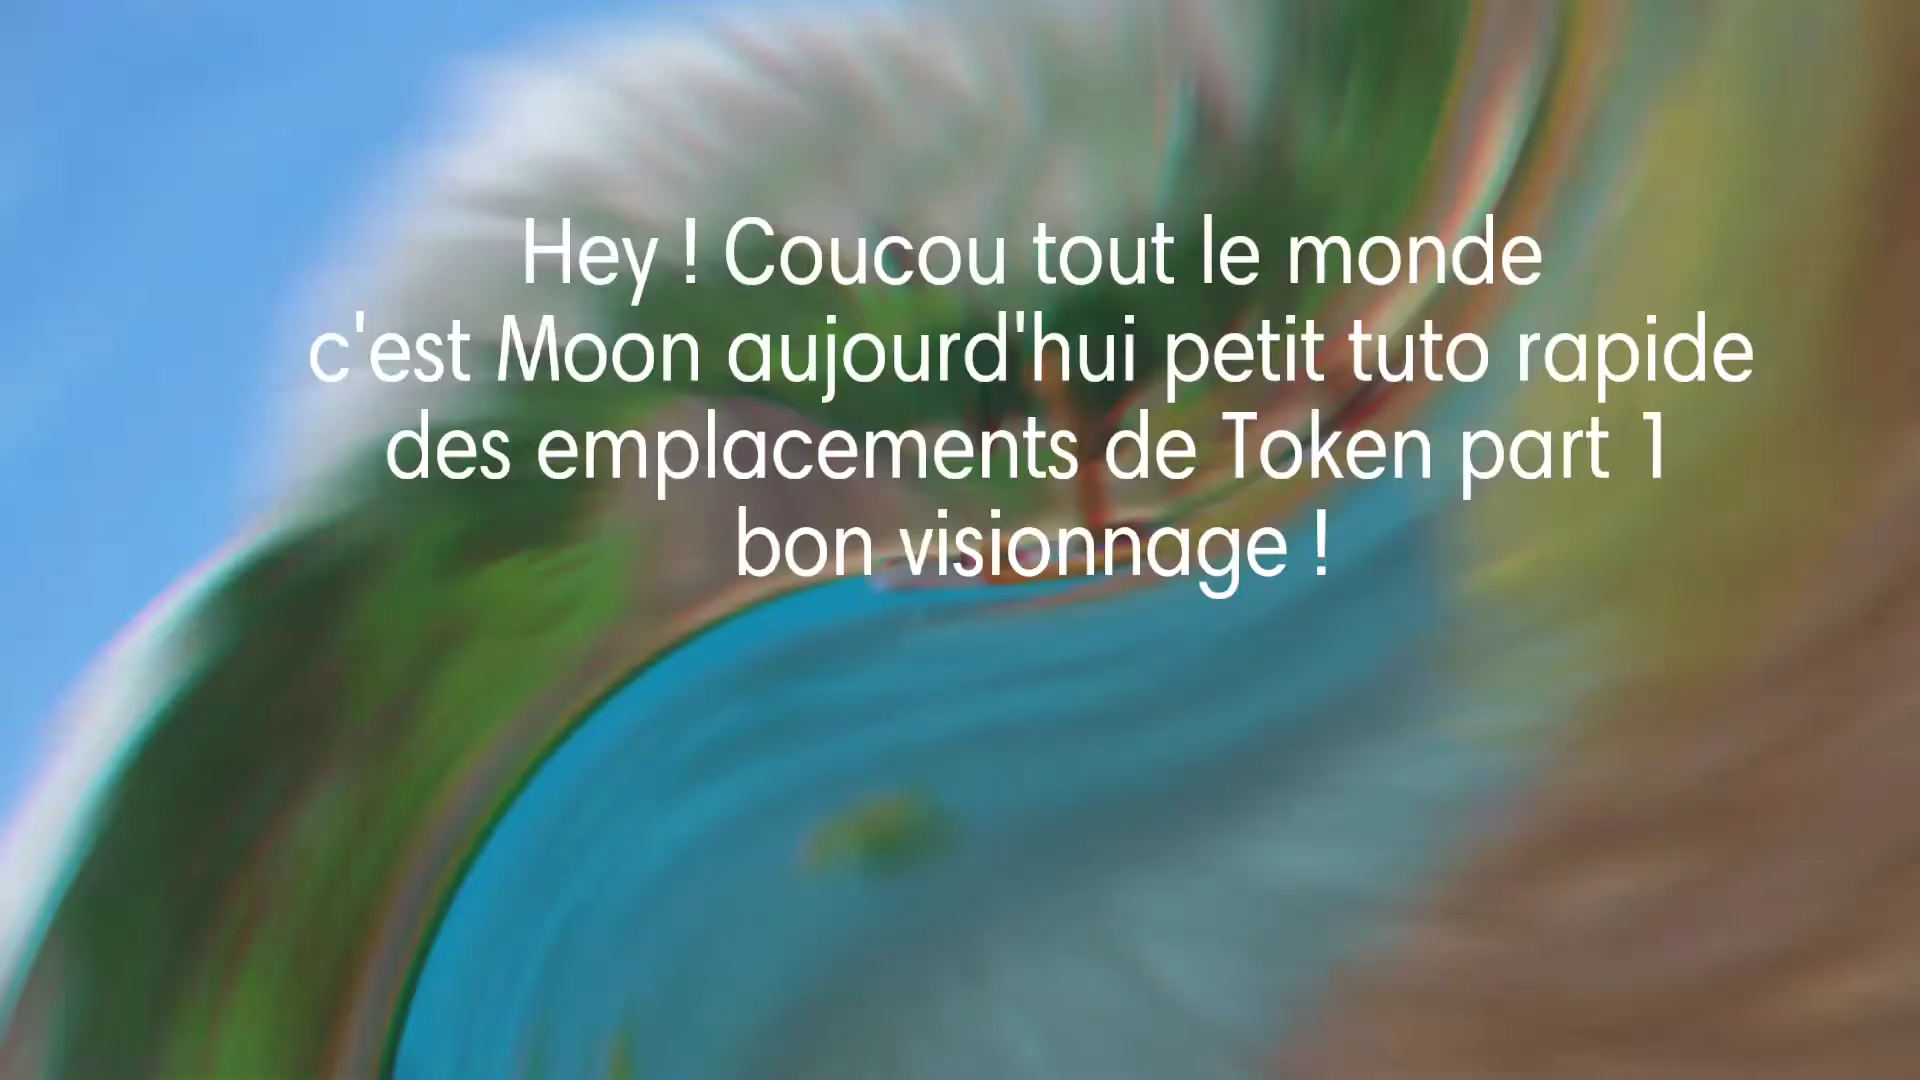 Hey ! Coucou tout le monde
c'est Moon aujourd'hui petit tuto rapide
des emplacements de Token part 1
bon visionnage !